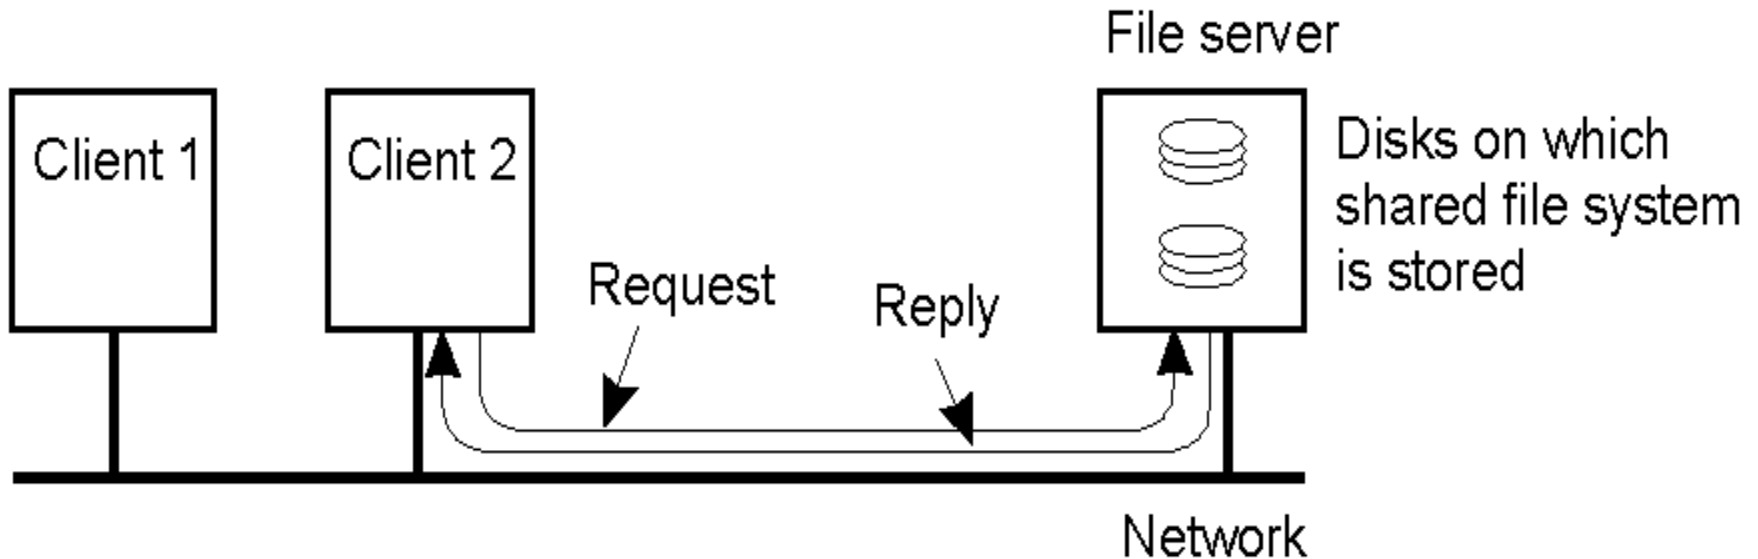 File server
Client 1
Client 2
Disks on which
shared file system
is stored
Request
Reply
Network